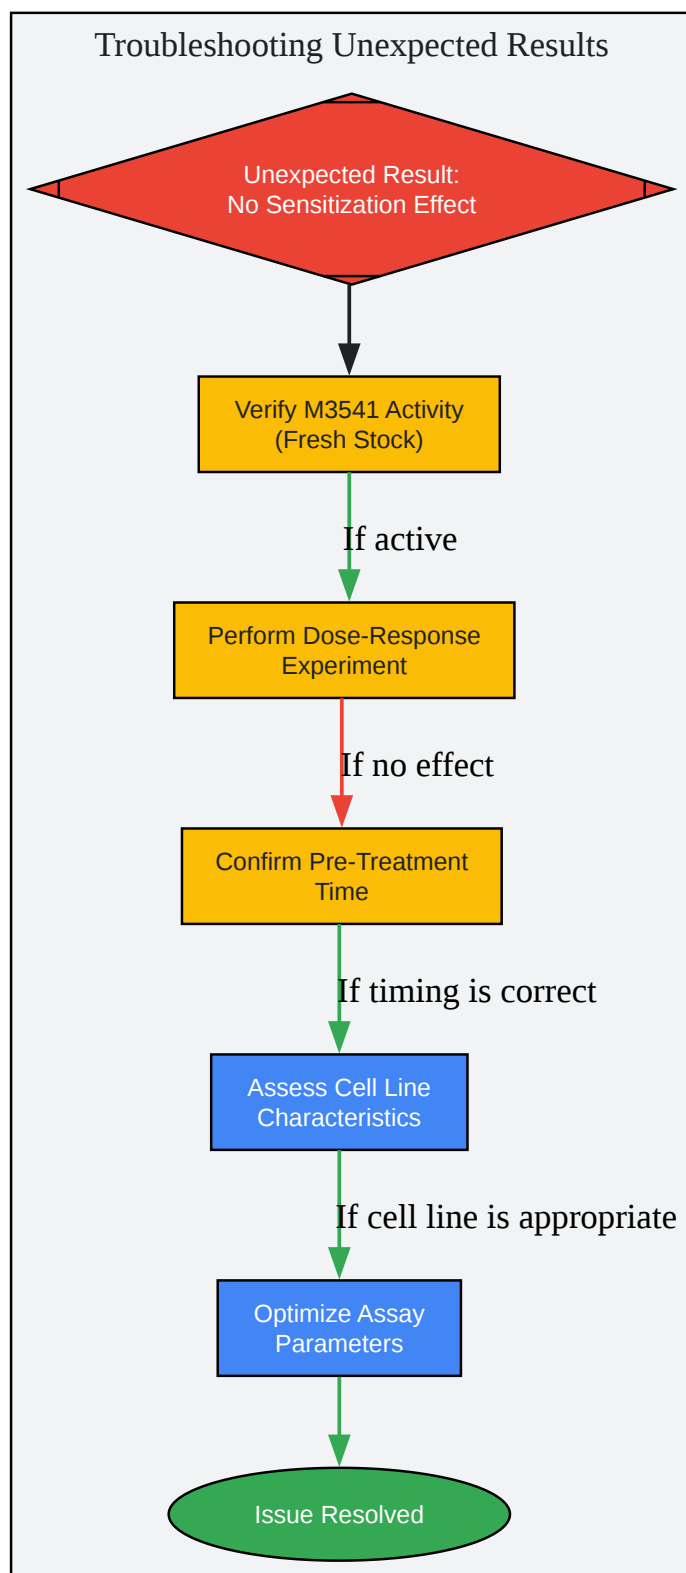 Troubleshooting Unexpected Results
Unexpected Result:
No Sensitization Effect
Verify M3541 Activity
(Fresh Stock)
If active
Perform Dose-Response
Experiment
If no effect
Confirm Pre-Treatment
Time
If timing is correct
Assess Cell Line
Characteristics
If cell line is appropriate
Optimize Assay
Parameters
Issue Resolved